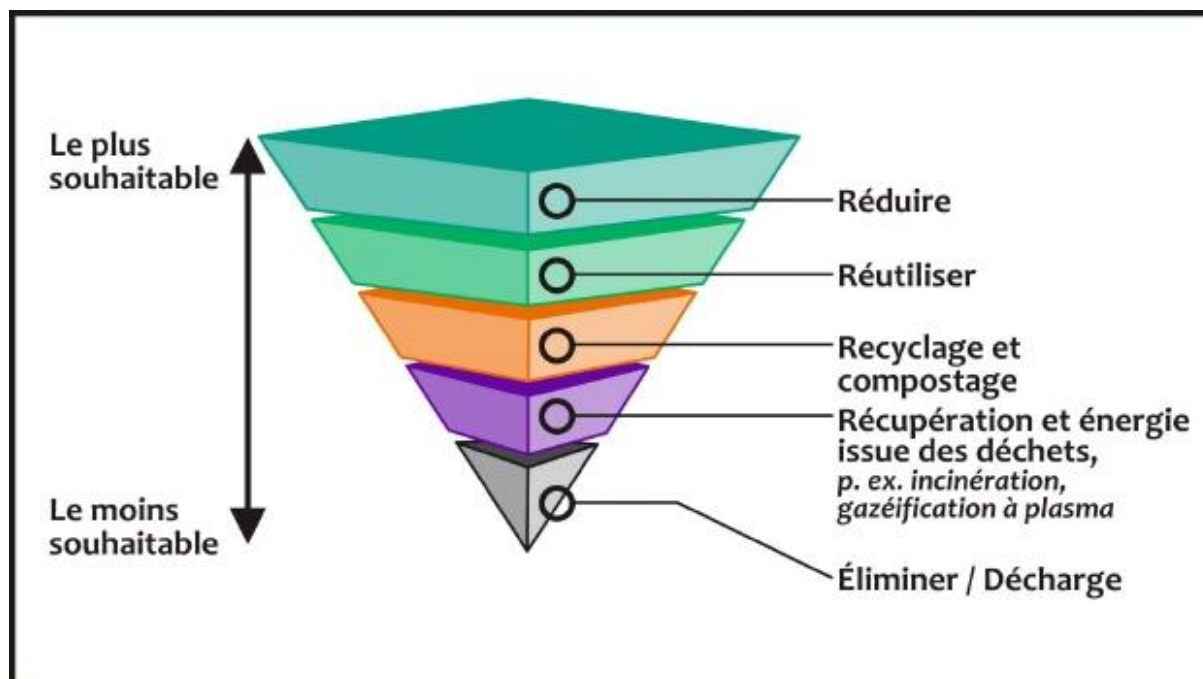 Le plus
souhaitable
Réduire
Réutiliser
Recyclage et
compostage
Récupération et énergie
issue des déchets,
p. ex. incinération,
gazéification à plasma
Le moins
souhaitable
Éliminer / Décharge